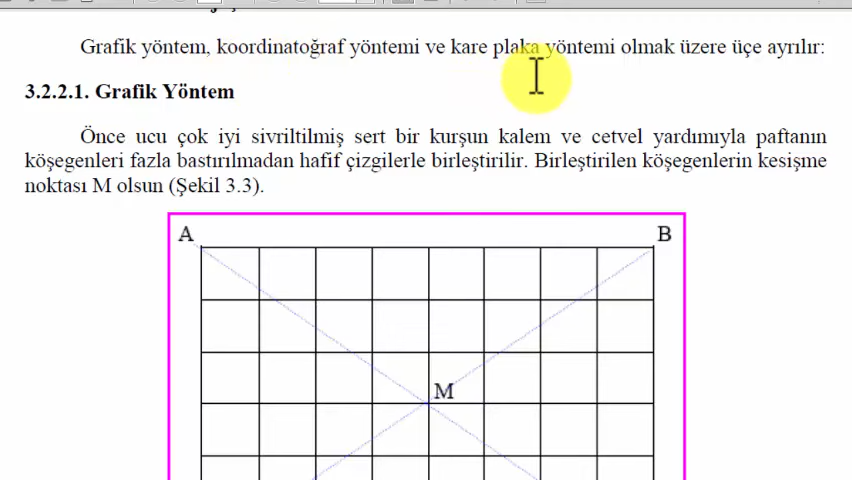 Grafik yöntem, koordinatoğraf yöntemi ve kare plaka yöntemi olmak üzere üçe ayrılır:
3.2.2.1. Grafik Yöntem
Önce ucu çok iyi sivriltilmiş sert bir kurşun kalem ve cetvel yardımıyla paftanın
köşegenleri fazla bastırılmadan hafif çizgilerle birleştirilir. Birleştirilen köşegenlerin kesişme
noktası M olsun (Şekil 3.3).
A B
M